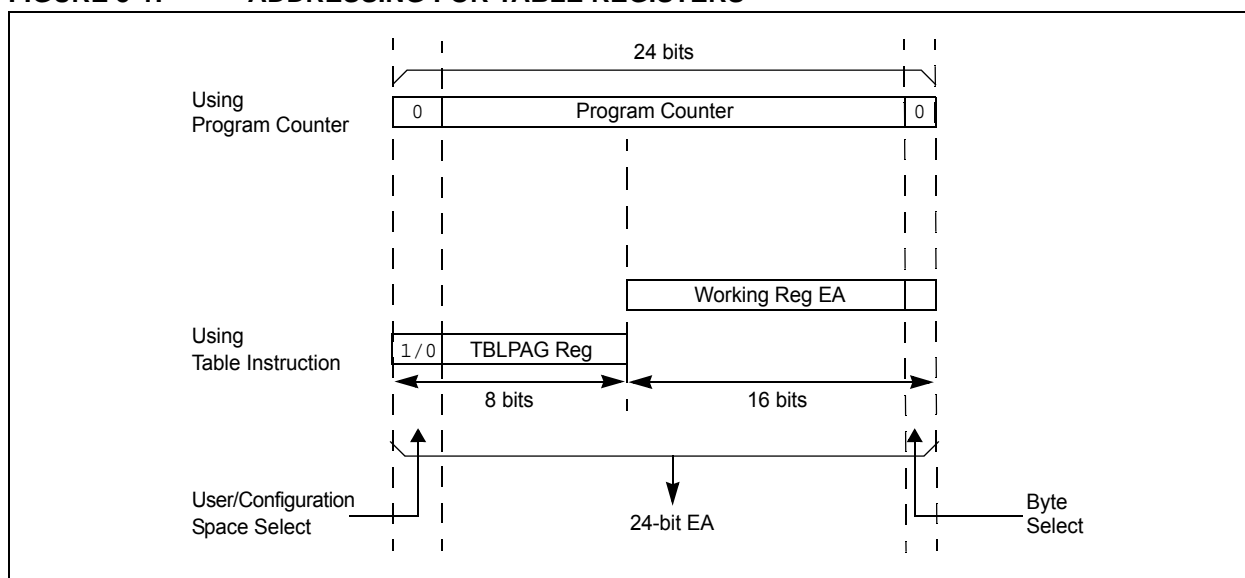 24 bits
Using
Program Counter
0
Program Counter
0
Working Reg EA
Using
Table Instruction
1/0
TBLPAG Reg
8 bits
16 bits
User/Configuration
Space Select
24-bit EA
Byte
Select